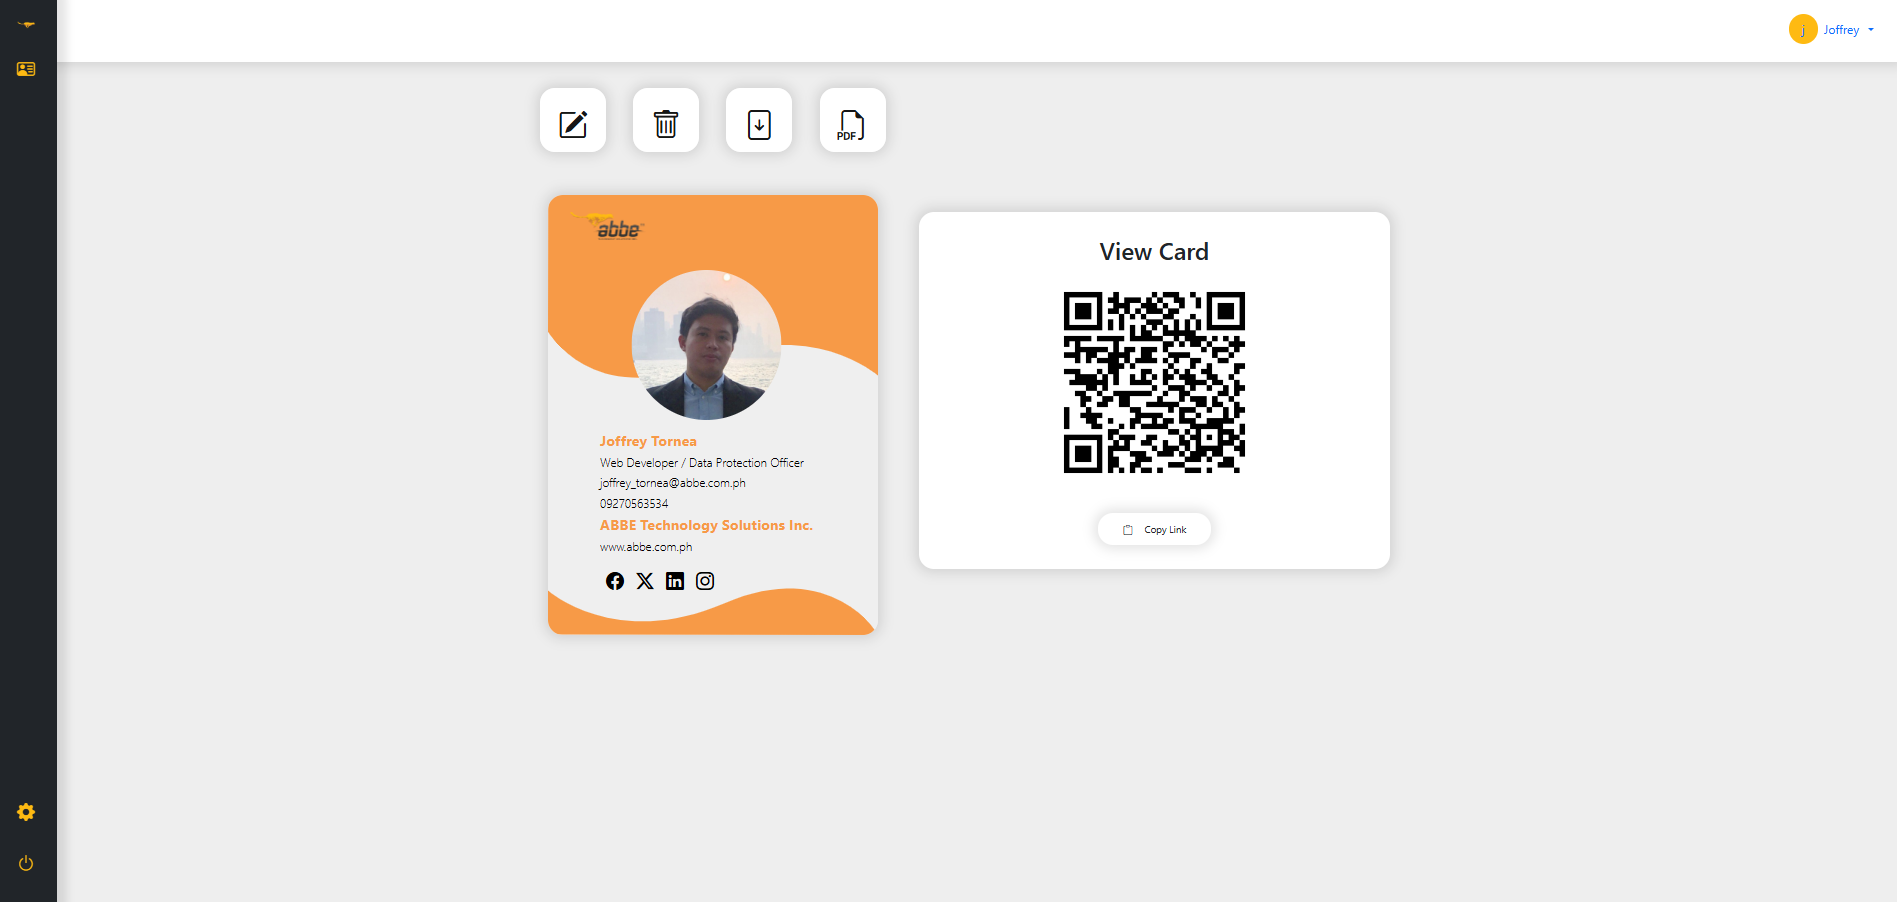 j Joffrey
PDF
abbe
View Card
Joffrey Tornea
Web Developer / Data Protection Officer
joffrey_tornea@abbe.com.ph
09270563534
ABBE Technology Solutions Inc.
www.abbe.com.ph
Copy Link